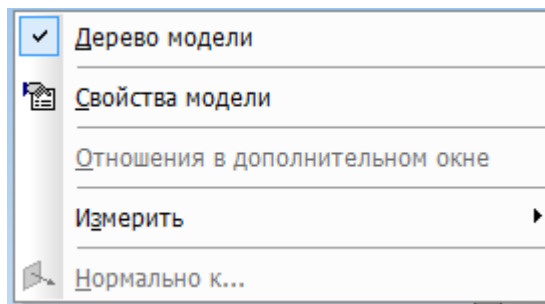 Дерево модели
Свойства модели
Отношения в дополнительном окне
Измерить
Нормально к...